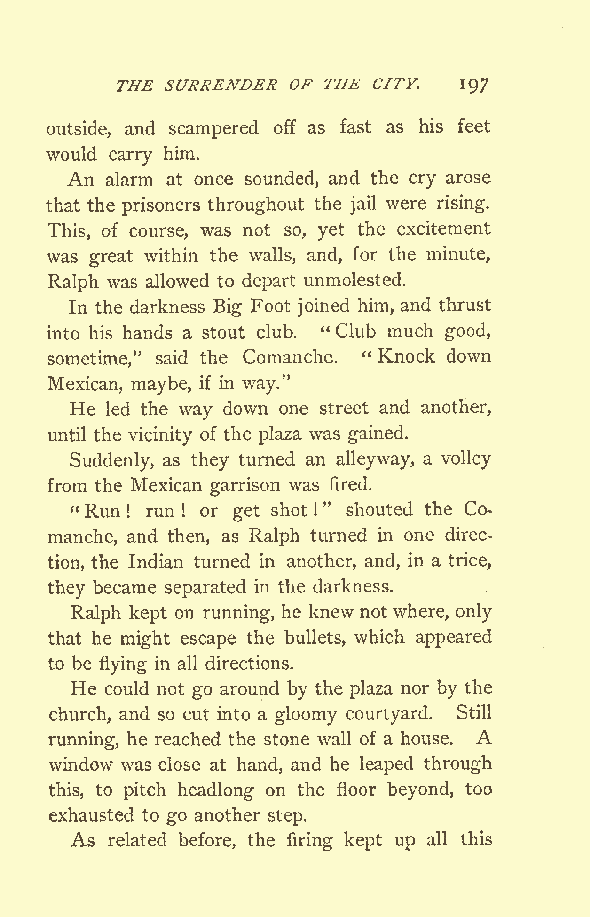 THE SURRENDER OF THE CITY. 197
outside, and scampered off as fast as his feet
would carry him.
An alarm at once sounded, and the cry arose
that the prisoners throughout the jail were rising.
This, of course, was not so, yet the excitement
was great within the walls, and, for the minute,
Ralph was allowed to depart unmolested.
In the darkness Big Foot joined him, and thrust
into his hands a stout club. "Club much good,
sometime," said the Comanche. "Knock down
Mexican, maybe, if in way."
He led the way down one street and another,
until the vicinity of the plaza was gained.
Suddenly, as they turned an alleyway, a volley
from the Mexican garrison was fired.
"Run! run! or get shot!" shouted the Co-
manche, and then, as Ralph turned in one direc-
tion, the Indian turned in another, and, in a trice,
they became separated in the darkness.
Ralph kept on running, he knew not where, only
that he might escape the bullets, which appeared
to be flying in all directions.
He could not go around by the plaza nor by the
church, and so cut into a gloomy courtyard. Still
running, he reached the stone wall of a house. A
window was close at hand, and he leaped through
this, to pitch headlong on the floor beyond, too
exhausted to go another step.
As related before, the firing kept up all this